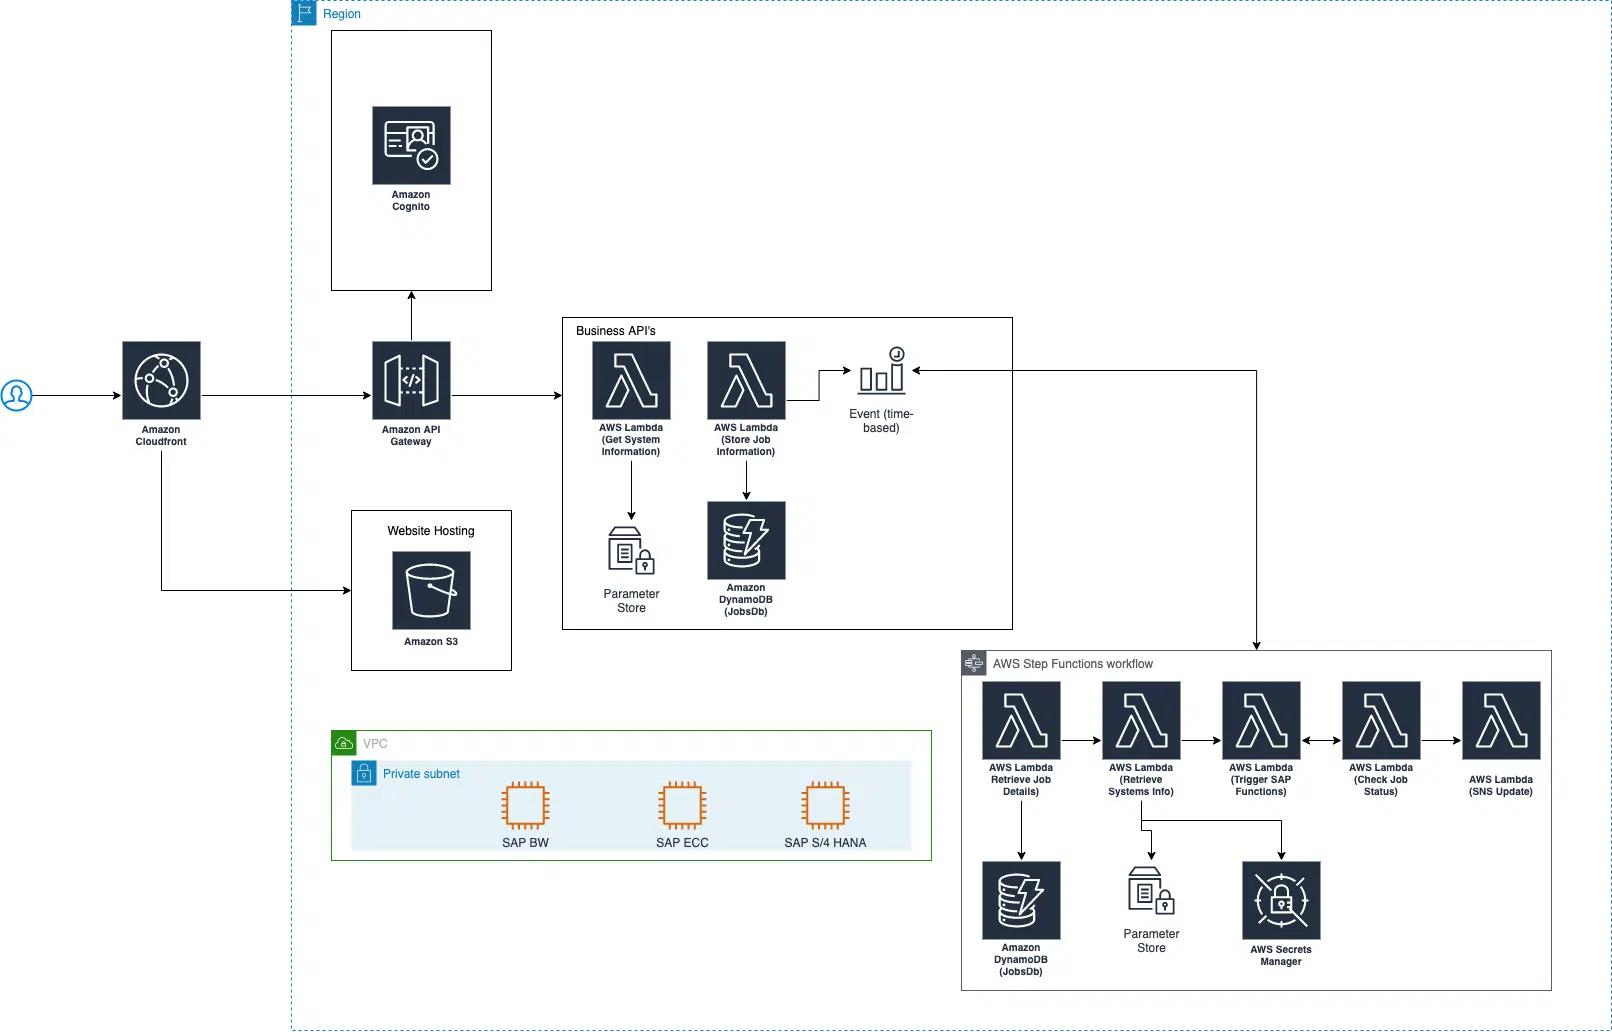 Region
Amazon
Cognito
Amazon
Cloudfront
Amazon API
Gateway
Business API's
AWS Lambda
(Get System
Information)
AWS Lambda
(Store Job
Information)
Event (time-
based)
Parameter
Store
Amazon
DynamoDB
(JobsDb)
Website Hosting
Amazon S3
AWS Step Functions workflow
AWS Lambda
Retrieve Job
Details)
AWS Lambda
(Retrieve
Systems Info)
AWS Lambda
(Trigger SAP
Functions)
AWS Lambda
(Check Job
Status)
AWS Lambda
(SNS Update)
Amazon
DynamoDB
(JobsDb)
Parameter
Store
AWS Secrets
Manager
VPC
Private subnet
SAP BW
SAP ECC
SAP S/4 HANA